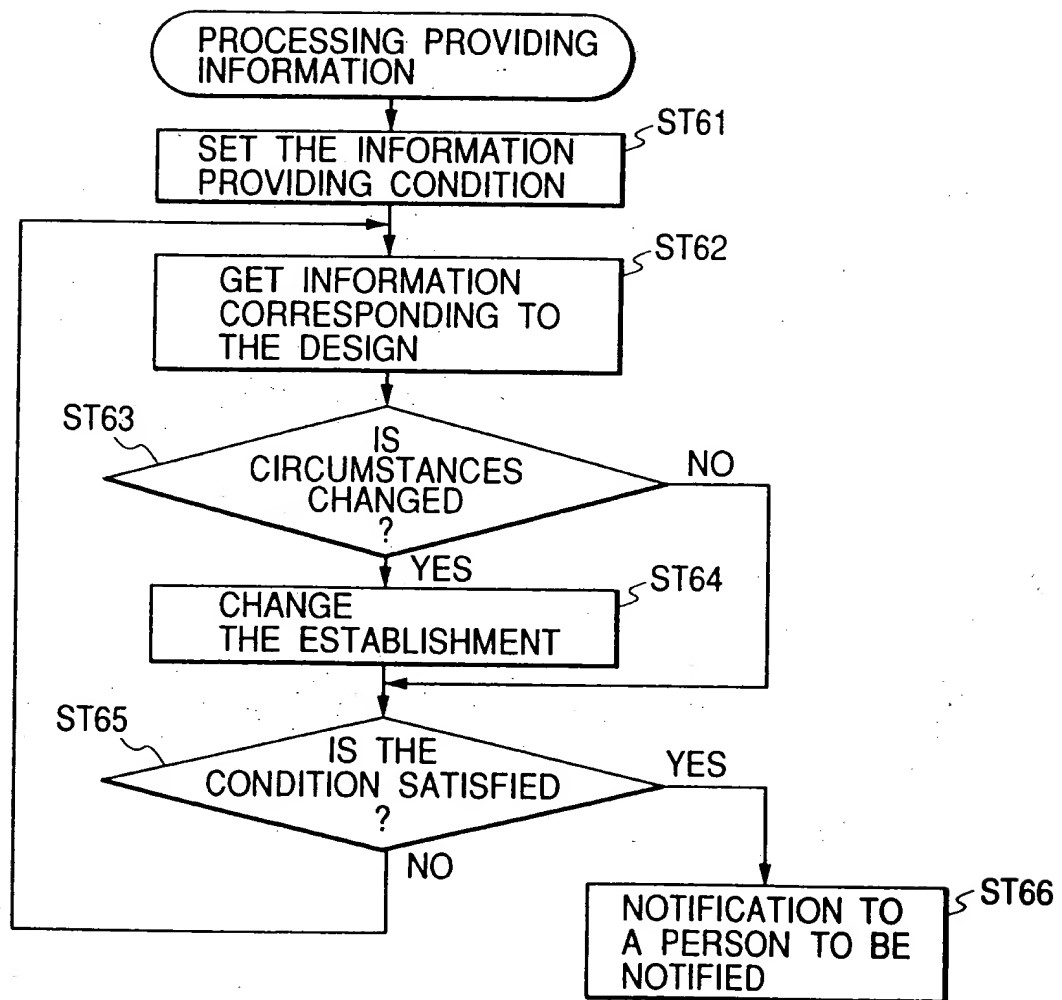 PROCESSING PROVIDING
INFORMATION
ST61
SET THE INFORMATION
PROVIDING CONDITION
ST62
GET INFORMATION
CORRESPONDING TO
THE DESIGN
ST63
IS
CIRCUMSTANCES
CHANGED
?
NO
YES
ST64
CHANGE
THE ESTABLISHMENT
ST65
IS THE
CONDITION SATISFIED
?
YES
NO
ST66
NOTIFICATION TO
A PERSON TO BE
NOTIFIED